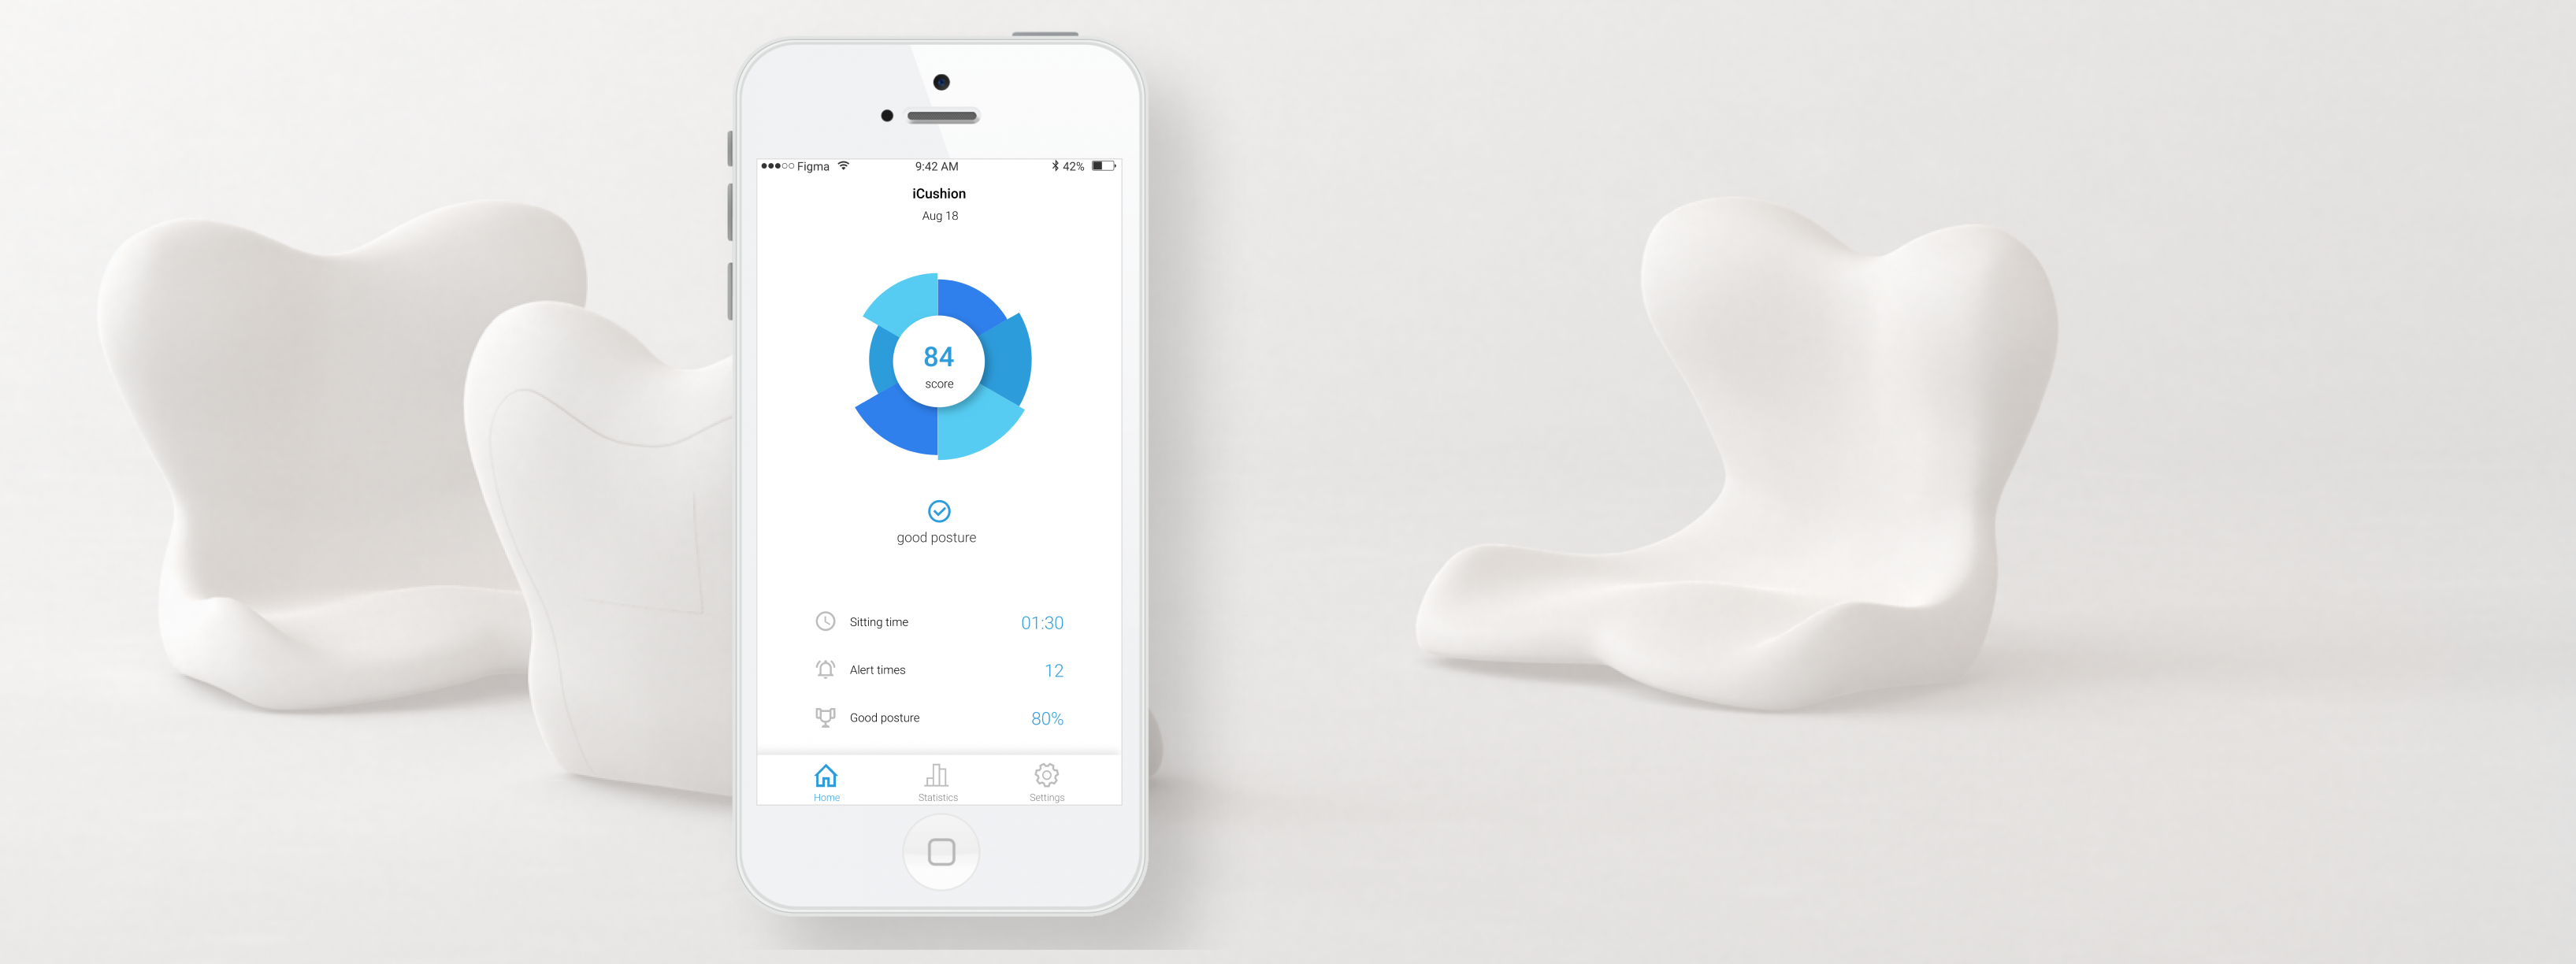 Figma 9:42 AM 42%
iCushion
Aug 18
84
score
good posture
Sitting time 01:30
Alert times 12
Good posture 80%
Home Statistics Settings